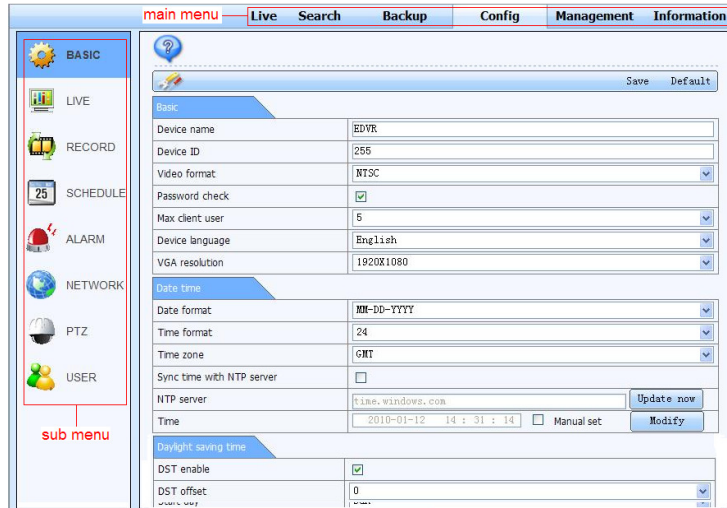 main menu Live Search Backup Config Management Information
BASIC
LIVE
RECORD
25 SCHEDULE
ALARM
NETWORK
PTZ
USER
sub menu
?
Save Default
Basic
Device name EDVR
Device ID 255
Video format NTSC
Password check
Max client user 5
Device language English
VGA resolution 1920X1080
Date time
Date format MM-DD-YYYY
Time format 24
Time zone GMT
Sync time with NTP server
NTP server time.windows.com Update now
Time 2010-01-12 14 : 31 : 14 Manual set Modify
Daylight saving time
DST enable
DST offset 0